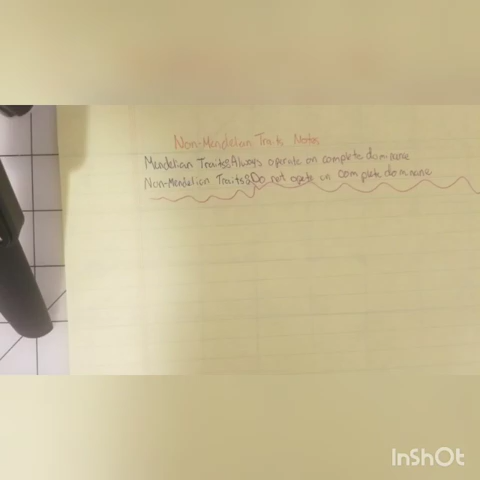 Non-Mendelian Traits Notes
Mendelian Traits: Always operate on complete dominance
Non-Mendelian Traits: Do not operate on complete dominance
InShOt